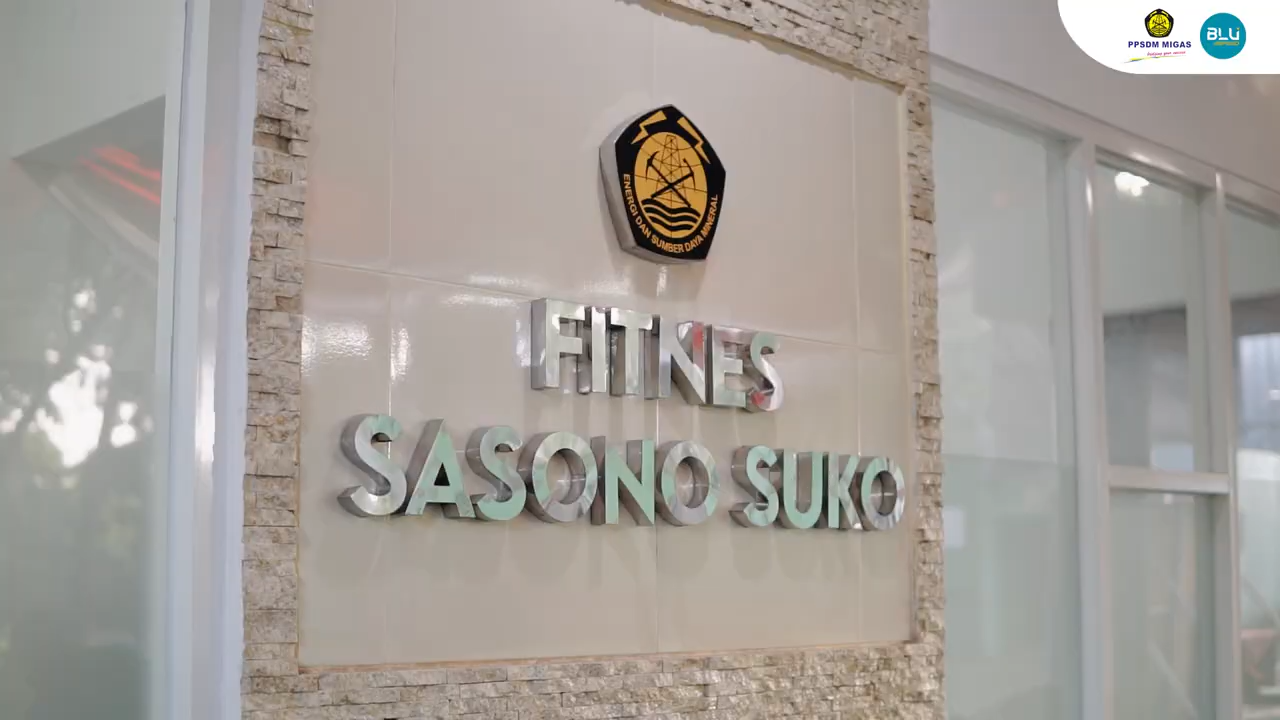 PPSDM MIGAS
BLU
ENERGI DAN SUMBER DAYA MINERAL
FITNES
SASONO SUKO